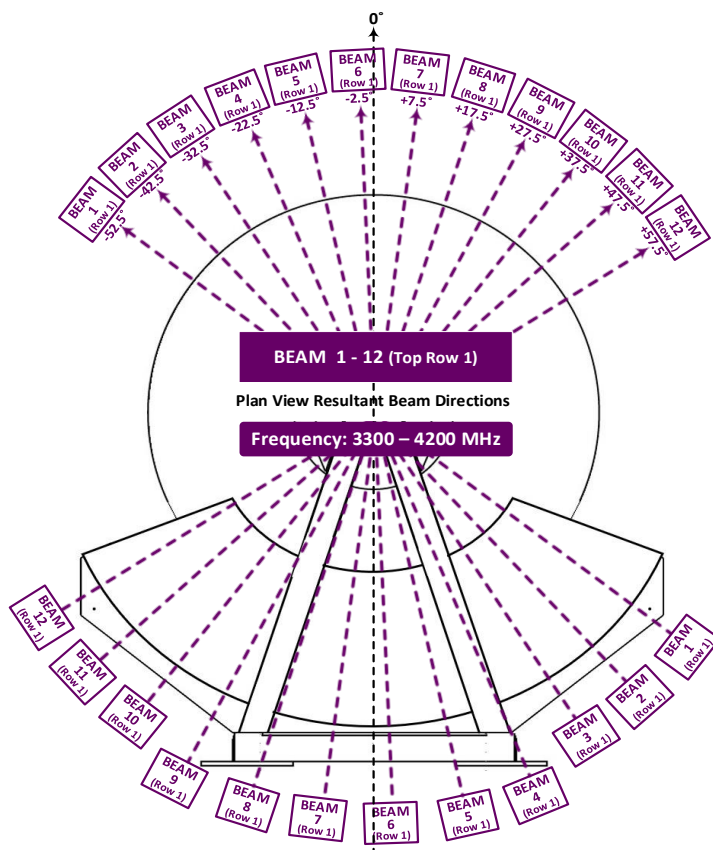 0°
BEAM
1
(Row 1)
-52.5°
BEAM
2
(Row 1)
-42.5°
BEAM
3
(Row 1)
-32.5°
BEAM
4
(Row 1)
-22.5°
BEAM
5
(Row 1)
-12.5°
BEAM
6
(Row 1)
-2.5°
BEAM
7
(Row 1)
+7.5°
BEAM
8
(Row 1)
+17.5°
BEAM
9
(Row 1)
+27.5°
BEAM
10
(Row 1)
+37.5°
BEAM
11
(Row 1)
+47.5°
BEAM
12
(Row 1)
+57.5°
BEAM 1 - 12 (Top Row 1)
Plan View Resultant Beam Directions
Frequency: 3300 – 4200 MHz
BEAM
12
(Row 1)
BEAM
11
(Row 1)
BEAM
10
(Row 1)
BEAM
9
(Row 1)
BEAM
8
(Row 1)
BEAM
7
(Row 1)
BEAM
6
(Row 1)
BEAM
5
(Row 1)
BEAM
4
(Row 1)
BEAM
3
(Row 1)
BEAM
2
(Row 1)
BEAM
1
(Row 1)